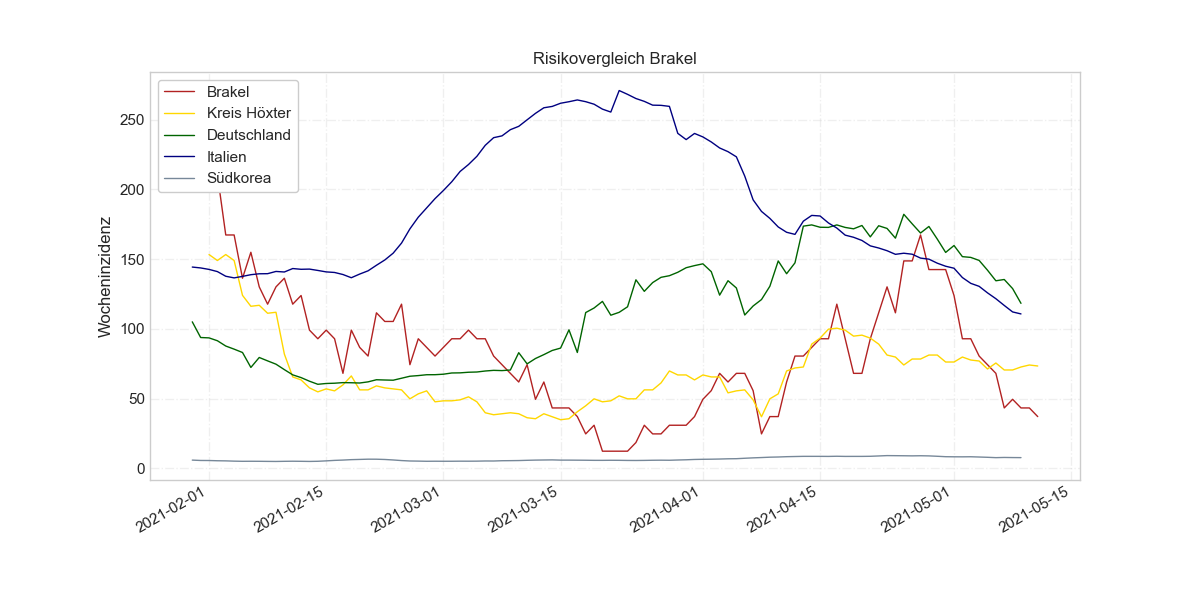 Risikovergleich Brakel
Brakel
Kreis Höxter
Deutschland
Italien
Südkorea
Wocheninzidenz
250
200
150
100
50
0
2021-02-01
2021-02-15
2021-03-01
2021-03-15
2021-04-01
2021-04-15
2021-05-01
2021-05-15